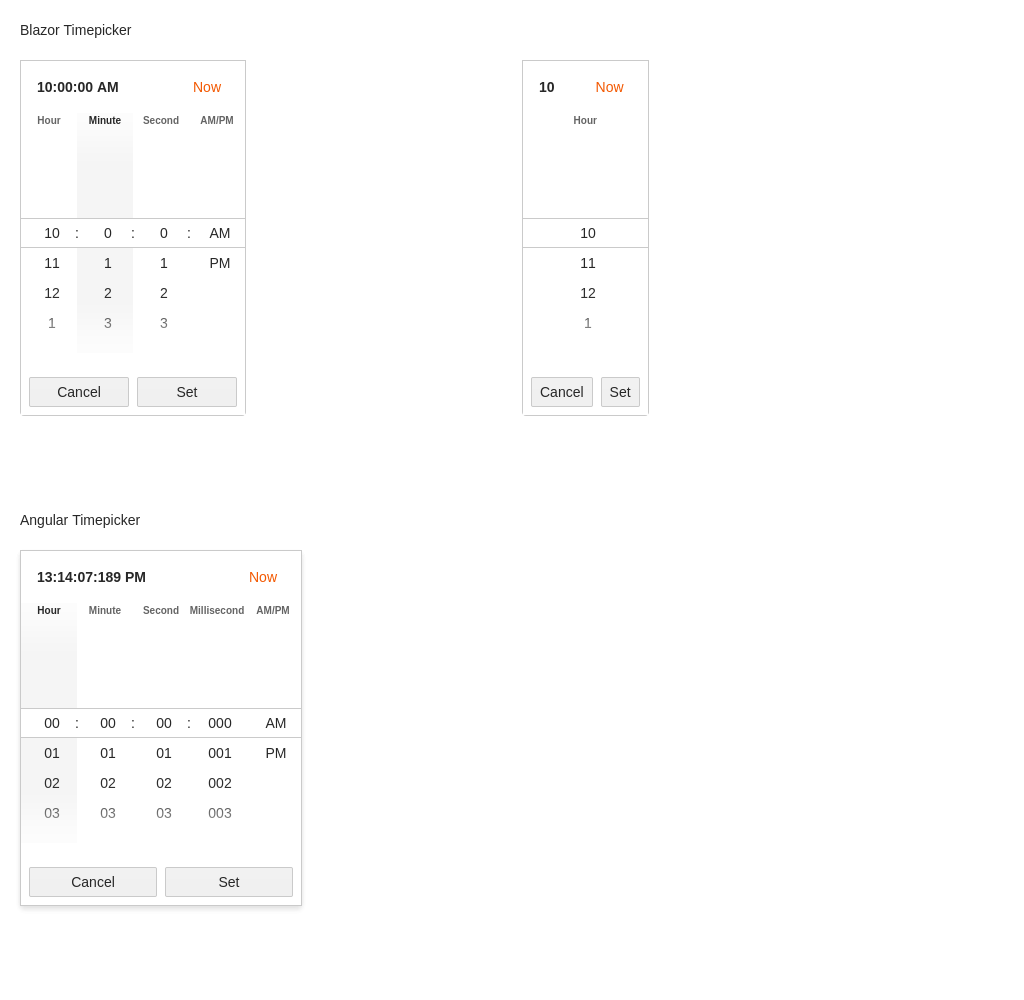 Blazor Timepicker
10:00:00 AM Now
Hour Minute Second AM/PM
10 : 0 : 0 : AM
11 1 1 PM
12 2 2
1 3 3
Cancel Set
10 Now
Hour
10
11
12
1
Cancel Set
Angular Timepicker
13:14:07:189 PM Now
Hour Minute Second Millisecond AM/PM
00 : 00 : 00 : 000 AM
01 01 01 001 PM
02 02 02 002
03 03 03 003
Cancel Set